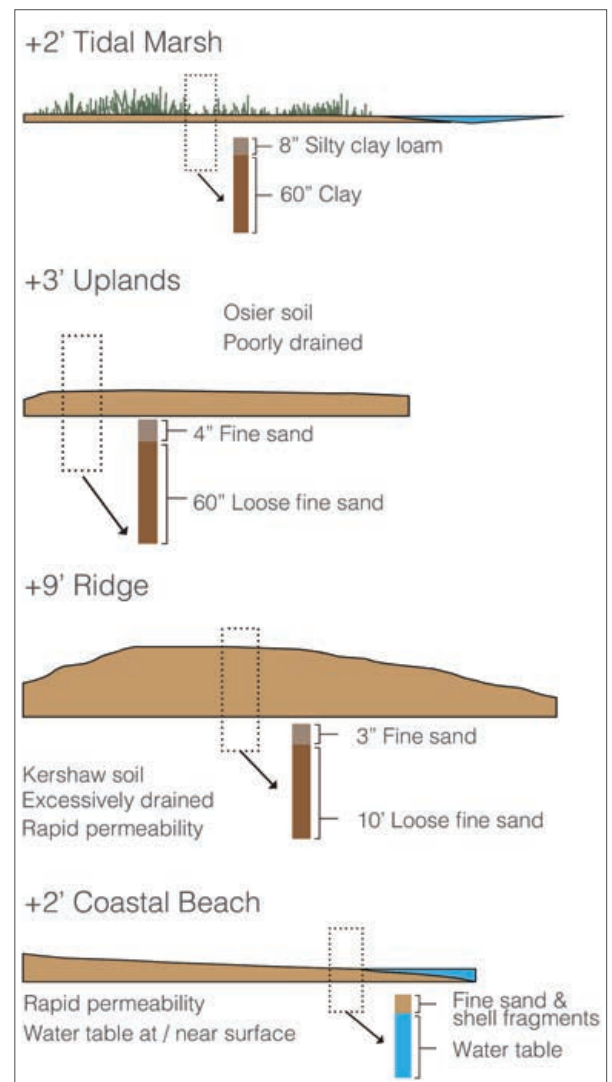 +2’ Tidal Marsh
8” Silty clay loam
60” Clay
+3’ Uplands
Osier soil
Poorly drained
4” Fine sand
60” Loose fine sand
+9’ Ridge
3” Fine sand
Kershaw soil
Excessively drained
Rapid permeability
10’ Loose fine sand
+2’ Coastal Beach
Rapid permeability
Water table at / near surface
Fine sand &
shell fragments
Water table